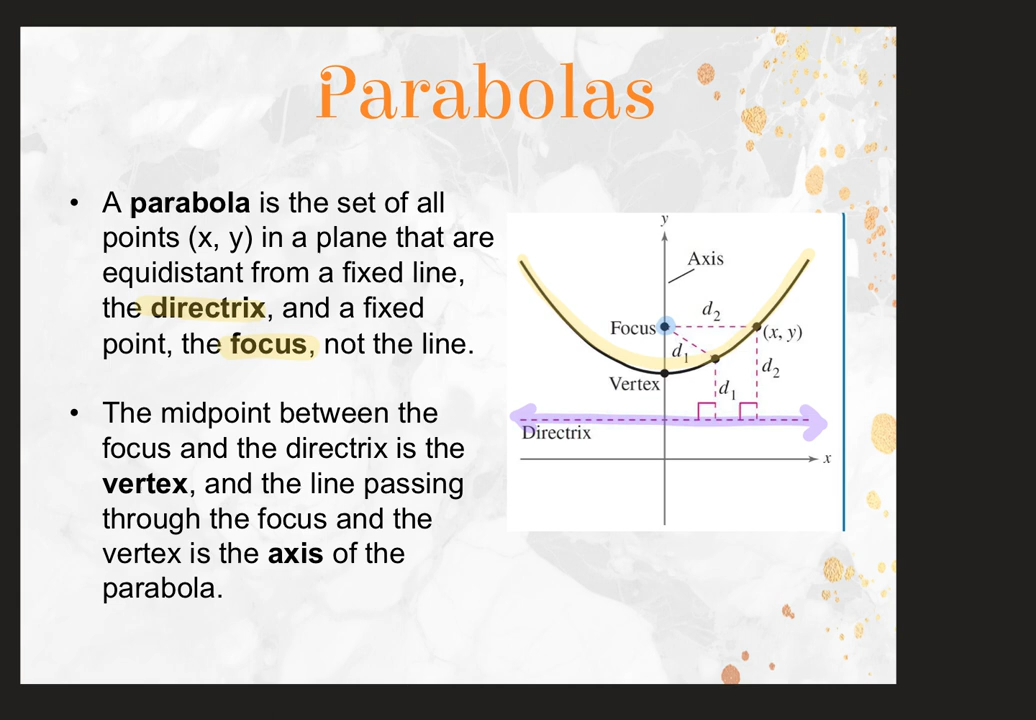 Parabolas
• A parabola is the set of all
points (x, y) in a plane that are
equidistant from a fixed line,
the directrix, and a fixed
point, the focus, not the line.
• The midpoint between the
focus and the directrix is the
vertex, and the line passing
through the focus and the
vertex is the axis of the
parabola.
y
Axis
d2
Focus
(x, y)
d1
d2
Vertex
d1
Directrix
x